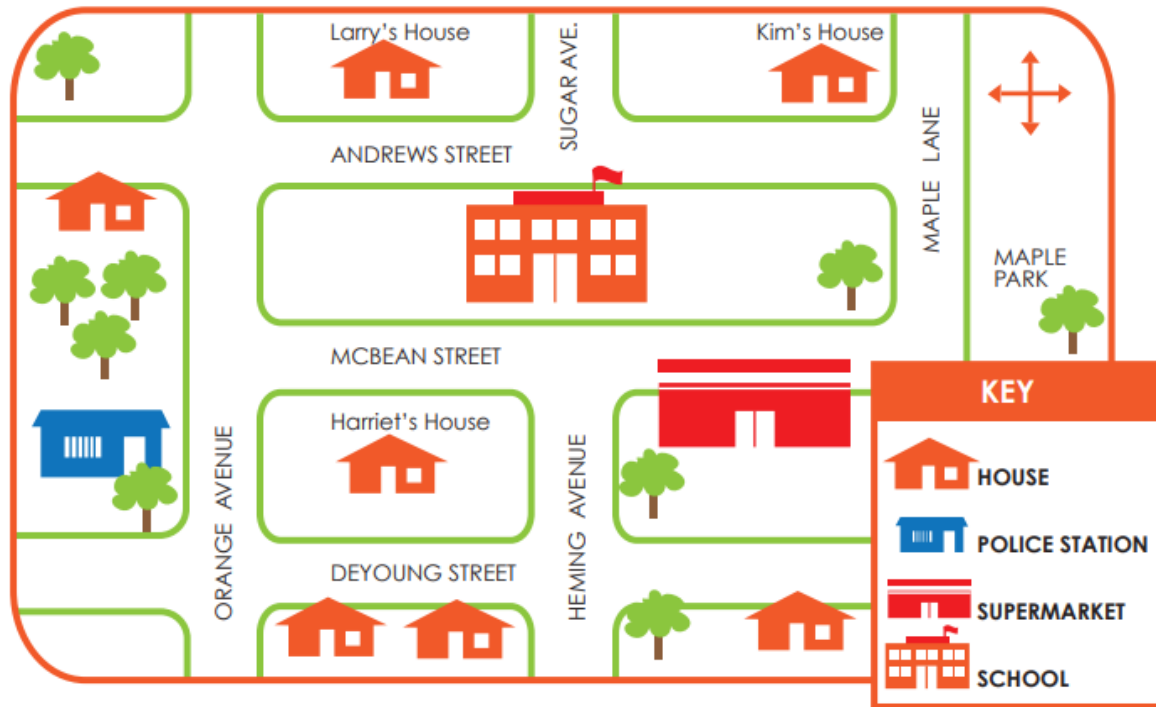 Larry's House
SUGAR AVE.
Kim's House
ANDREWS STREET
MAPLE LANE
MAPLE
PARK
MCBEAN STREET
Harriet's House
ORANGE AVENUE
HEMING AVENUE
DEYOUNG STREET
KEY
HOUSE
POLICE STATION
SUPERMARKET
SCHOOL